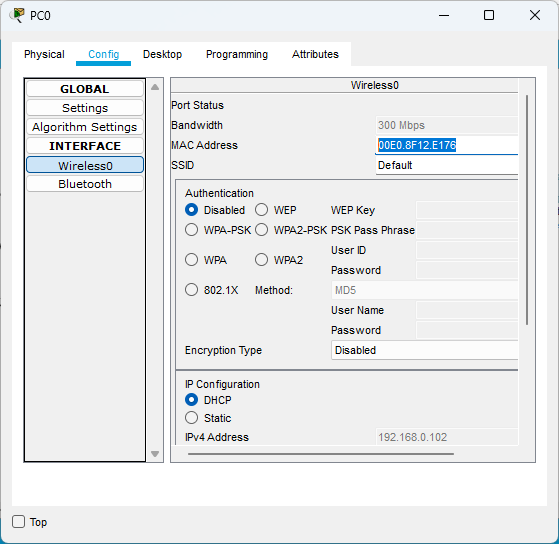 PC0
Physical Config Desktop Programming Attributes
GLOBAL
Settings
Algorithm Settings
INTERFACE
Wireless0
Bluetooth
Wireless0
Port Status
Bandwidth 300 Mbps
MAC Address 00E0.8F12.E176
SSID Default
Authentication
Disabled WEP WEP Key
WPA-PSK WPA2-PSK PSK Pass Phrase
User ID
WPA WPA2
Password
802.1X Method: MD5
User Name
Password
Encryption Type Disabled
IP Configuration
DHCP
Static
IPv4 Address 192.168.0.102
Top